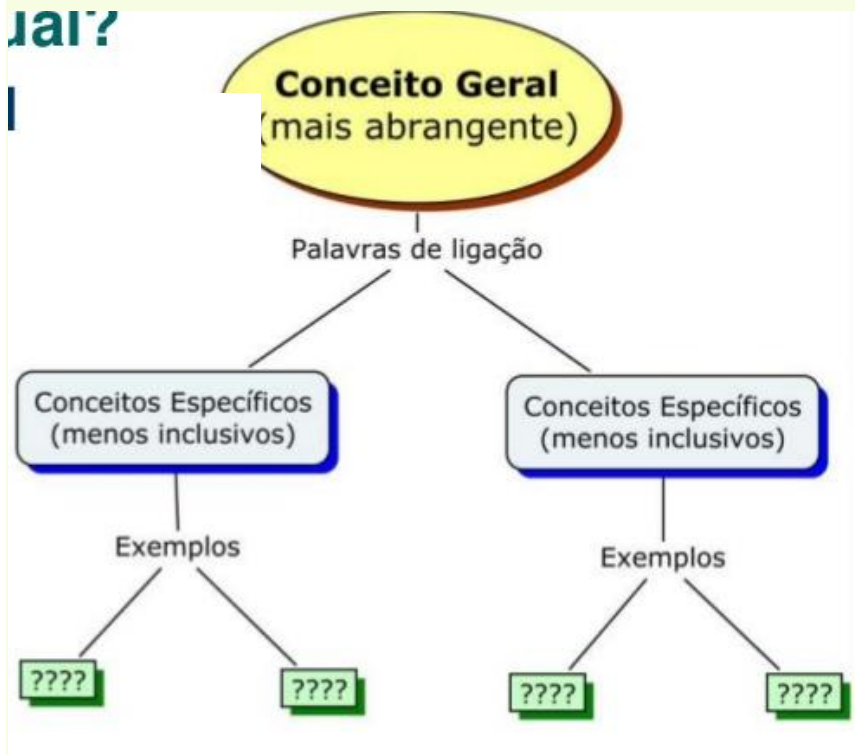 ual?
Conceito Geral
(mais abrangente)
Palavras de ligação
Conceitos Específicos
(menos inclusivos)
Conceitos Específicos
(menos inclusivos)
Exemplos
Exemplos
????
????
????
????